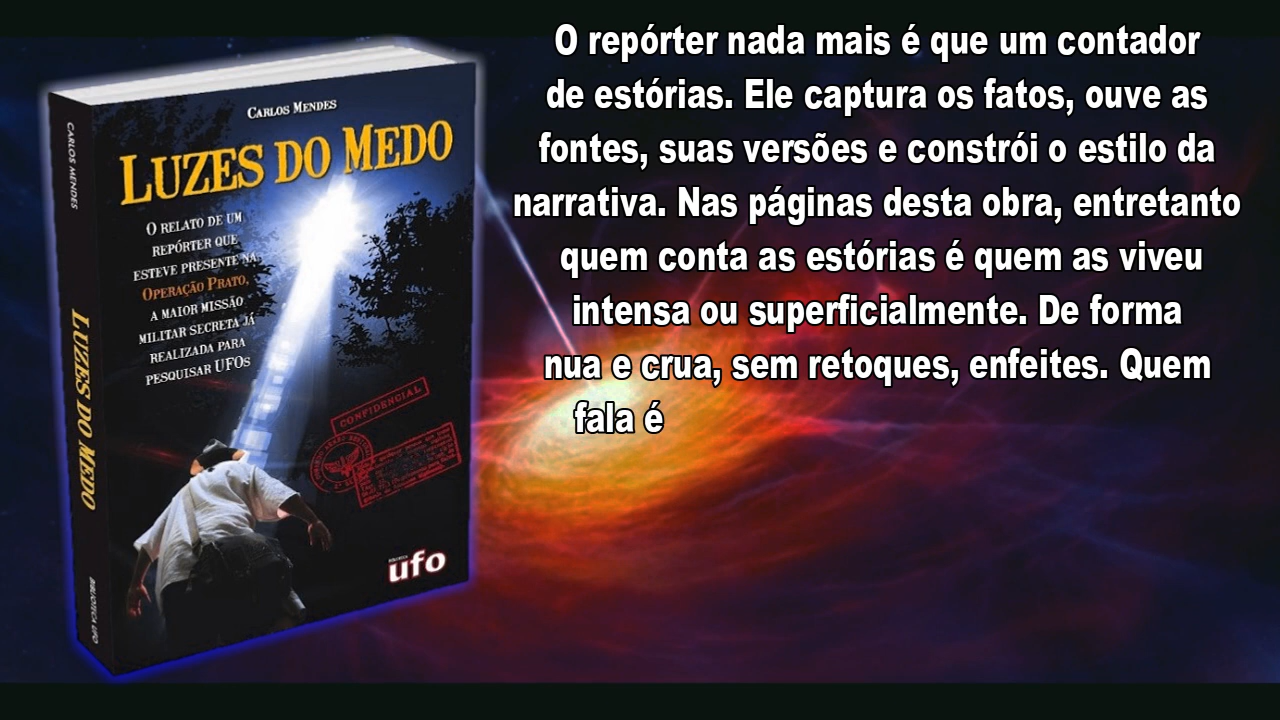 CARLOS MENDES
LUZES DO MEDO
O RELATO DE UM
REPÓRTER QUE
ESTEVE PRESENTE NA
OPERAÇÃO PRATO,
A MAIOR MISSÃO
MILITAR SECRETA JÁ
REALIZADA PARA
PESQUISAR UFOS
CONFIDENCIAL
BIBLIOTECA
ufo
CARLOS MENDES
LUZES DO MEDO
BIBLIOTECA UFO
O repórter nada mais é que um contador
de estórias. Ele captura os fatos, ouve as
fontes, suas versões e constrói o estilo da
narrativa. Nas páginas desta obra, entretanto
quem conta as estórias é quem as viveu
intensa ou superficialmente. De forma
nua e crua, sem retoques, enfeites. Quem
fala é